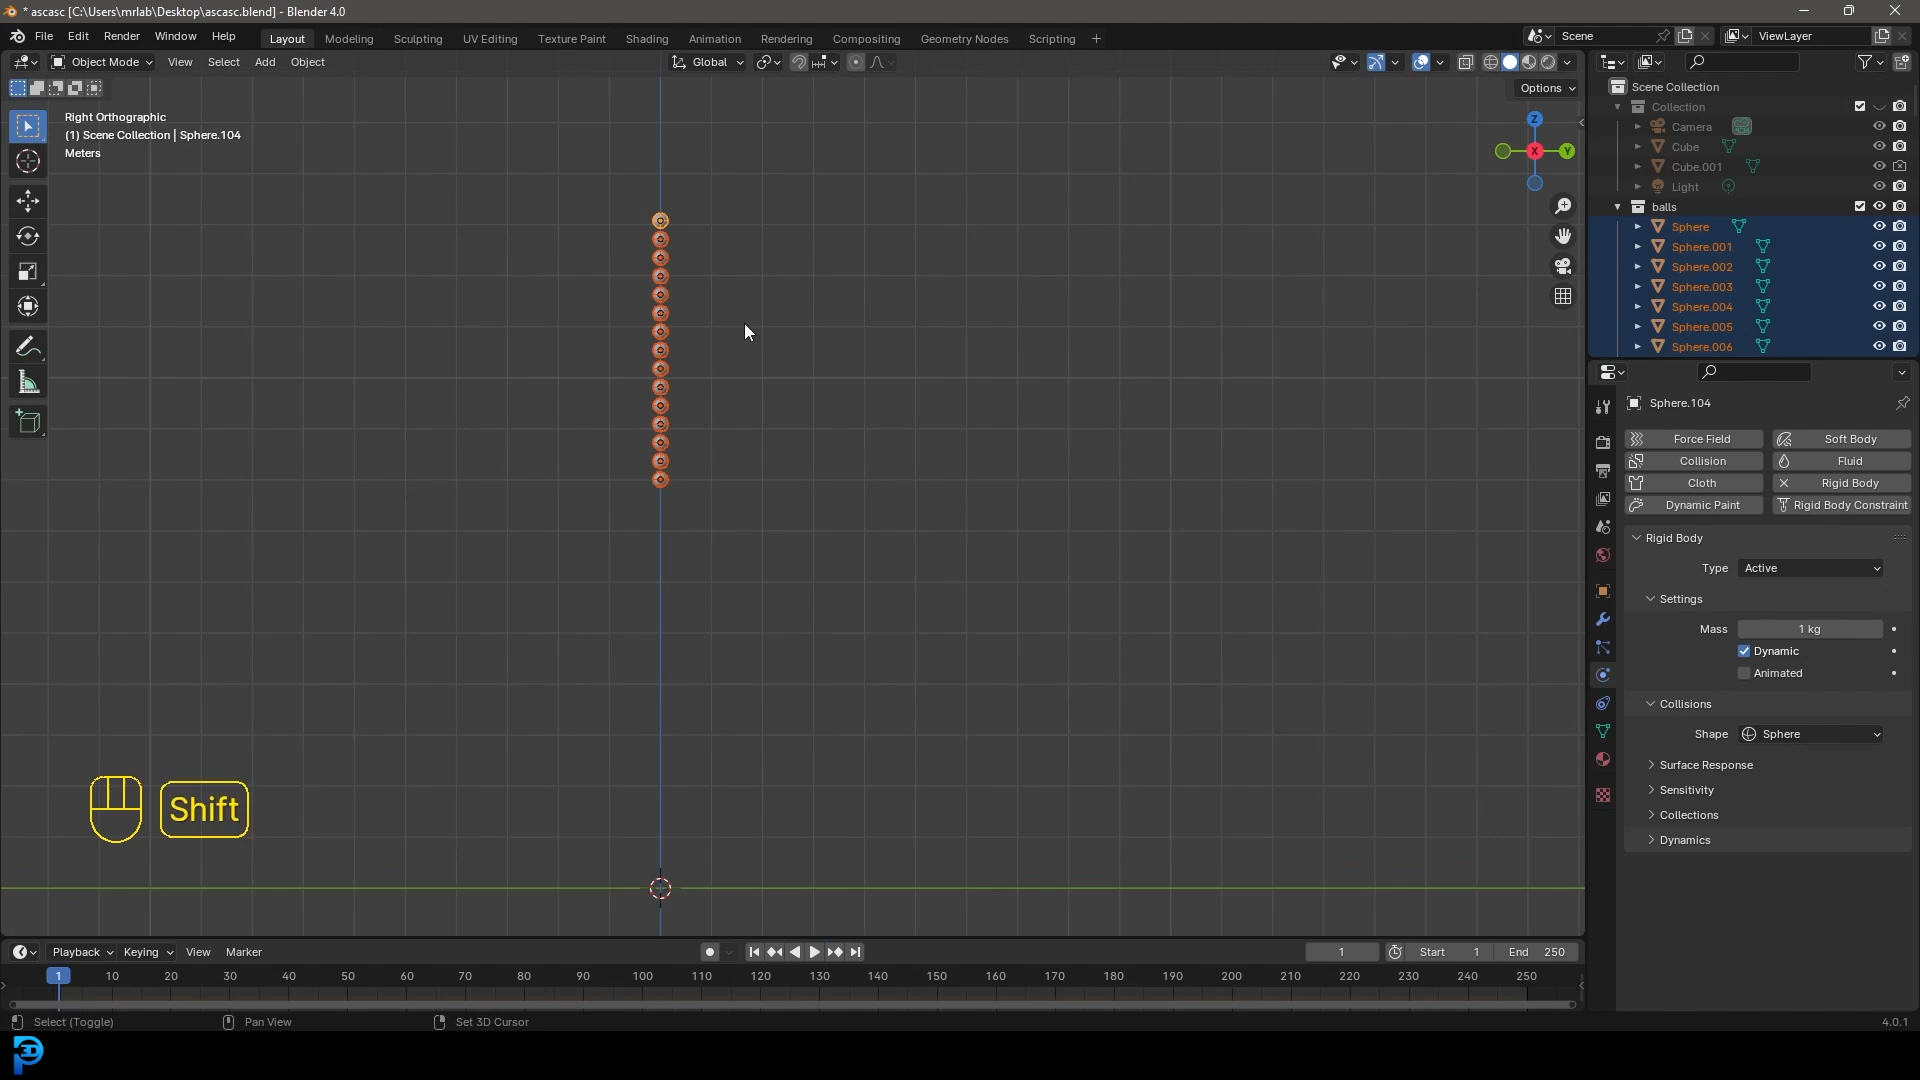 * ascasc [C:\Users\mrlab\Desktop\ascasc.blend] - Blender 4.0
File Edit Render Window Help
Layout Modeling Sculpting UV Editing Texture Paint Shading Animation Rendering Compositing Geometry Nodes Scripting +
Scene
ViewLayer
Object Mode View Select Add Object
Global
Options
Right Orthographic
(1) Scene Collection | Sphere.104
Meters
Z
X
Y
Scene Collection
Collection
Camera
Cube
Cube.001
Light
balls
Sphere
Sphere.001
Sphere.002
Sphere.003
Sphere.004
Sphere.005
Sphere.006
Sphere.104
Force Field Soft Body
Collision Fluid
Cloth Rigid Body
Dynamic Paint Rigid Body Constraint
Rigid Body
Type Active
Settings
Mass 1 kg
Dynamic
Animated
Collisions
Shape Sphere
Surface Response
Sensitivity
Collections
Dynamics
Shift
Playback Keying View Marker
1 Start 1 End 250
1 10 20 30 40 50 60 70 80 90 100 110 120 130 140 150 160 170 180 190 200 210 220 230 240 250
Select (Toggle) Pan View Set 3D Cursor 4.0.1
3D